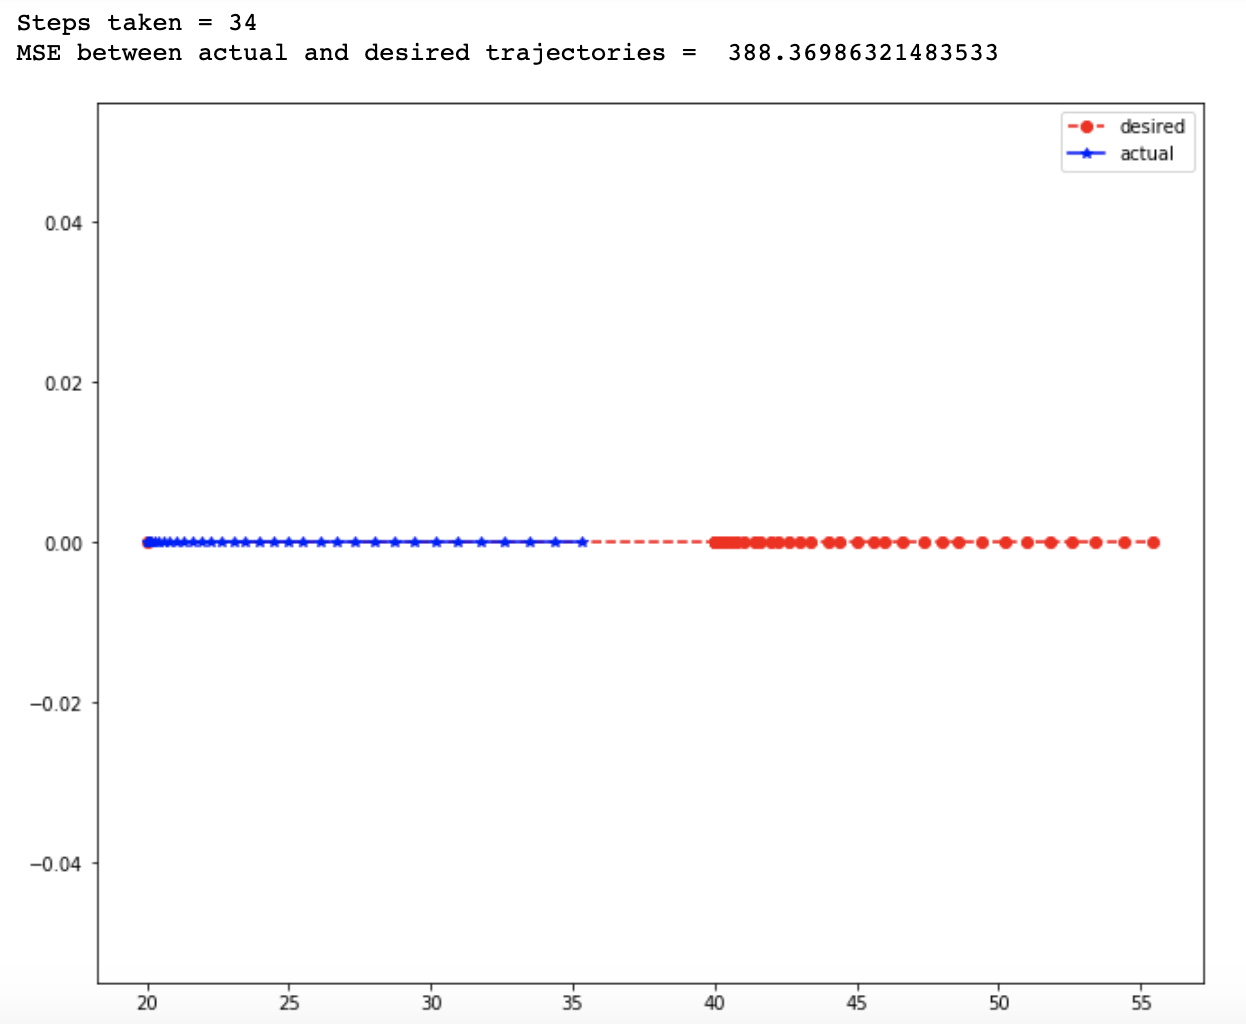 Steps taken = 34
MSE between actual and desired trajectories =  388.36986321483533
desired
actual
0.04
0.02
0.00
−0.02
−0.04
20 25 30 35 40 45 50 55